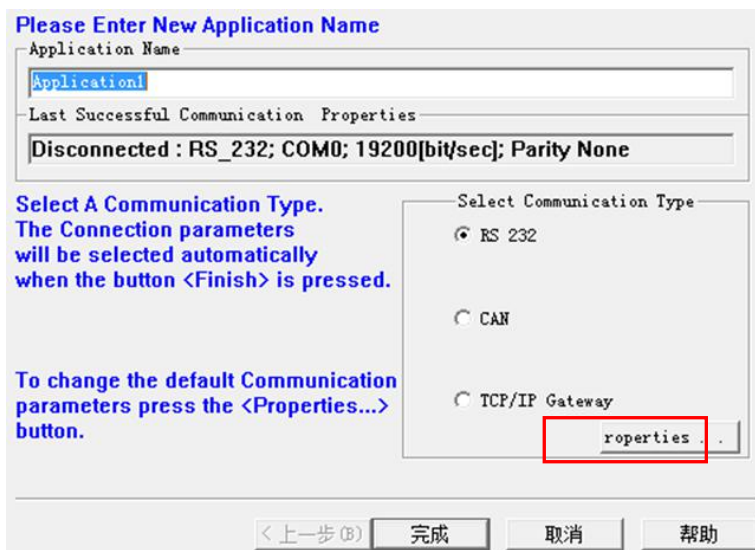 Please Enter New Application Name
Application Name
Application1
Last Successful Communication Properties
Disconnected : RS_232; COM0; 19200[bit/sec]; Parity None
Select A Communication Type.
The Connection parameters
will be selected automatically
when the button <Finish> is pressed.
To change the default Communication
parameters press the <Properties...>
button.
Select Communication Type
RS 232
CAN
TCP/IP Gateway
roperties . .
< 上一步(B)
完成
取消
帮助